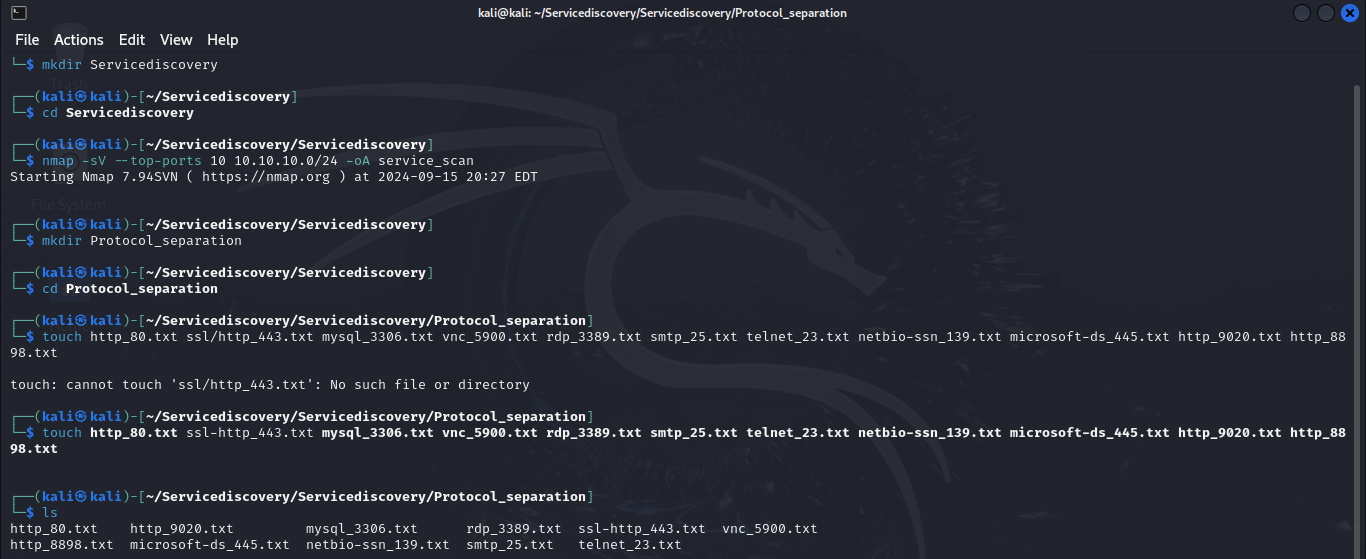 kali@kali: ~/Servicediscovery/Servicediscovery/Protocol_separation
File Actions Edit View Help
└─$ mkdir Servicediscovery
┌──(kali㉿kali)-[~/Servicediscovery]
└─$ cd Servicediscovery
┌──(kali㉿kali)-[~/Servicediscovery/Servicediscovery]
└─$ nmap -sV --top-ports 10 10.10.10.0/24 -oA service_scan
Starting Nmap 7.94SVN ( https://nmap.org ) at 2024-09-15 20:27 EDT
File System
┌──(kali㉿kali)-[~/Servicediscovery/Servicediscovery]
└─$ mkdir Protocol_separation
┌──(kali㉿kali)-[~/Servicediscovery/Servicediscovery]
└─$ cd Protocol_separation
┌──(kali㉿kali)-[~/Servicediscovery/Servicediscovery/Protocol_separation]
└─$ touch http_80.txt ssl/http_443.txt mysql_3306.txt vnc_5900.txt rdp_3389.txt smtp_25.txt telnet_23.txt netbio-ssn_139.txt microsoft-ds_445.txt http_9020.txt http_88
98.txt
touch: cannot touch 'ssl/http_443.txt': No such file or directory
┌──(kali㉿kali)-[~/Servicediscovery/Servicediscovery/Protocol_separation]
└─$ touch http_80.txt ssl-http_443.txt mysql_3306.txt vnc_5900.txt rdp_3389.txt smtp_25.txt telnet_23.txt netbio-ssn_139.txt microsoft-ds_445.txt http_9020.txt http_88
98.txt
┌──(kali㉿kali)-[~/Servicediscovery/Servicediscovery/Protocol_separation]
└─$ ls
http_80.txt http_9020.txt mysql_3306.txt rdp_3389.txt ssl-http_443.txt vnc_5900.txt
http_8898.txt microsoft-ds_445.txt netbio-ssn_139.txt smtp_25.txt telnet_23.txt